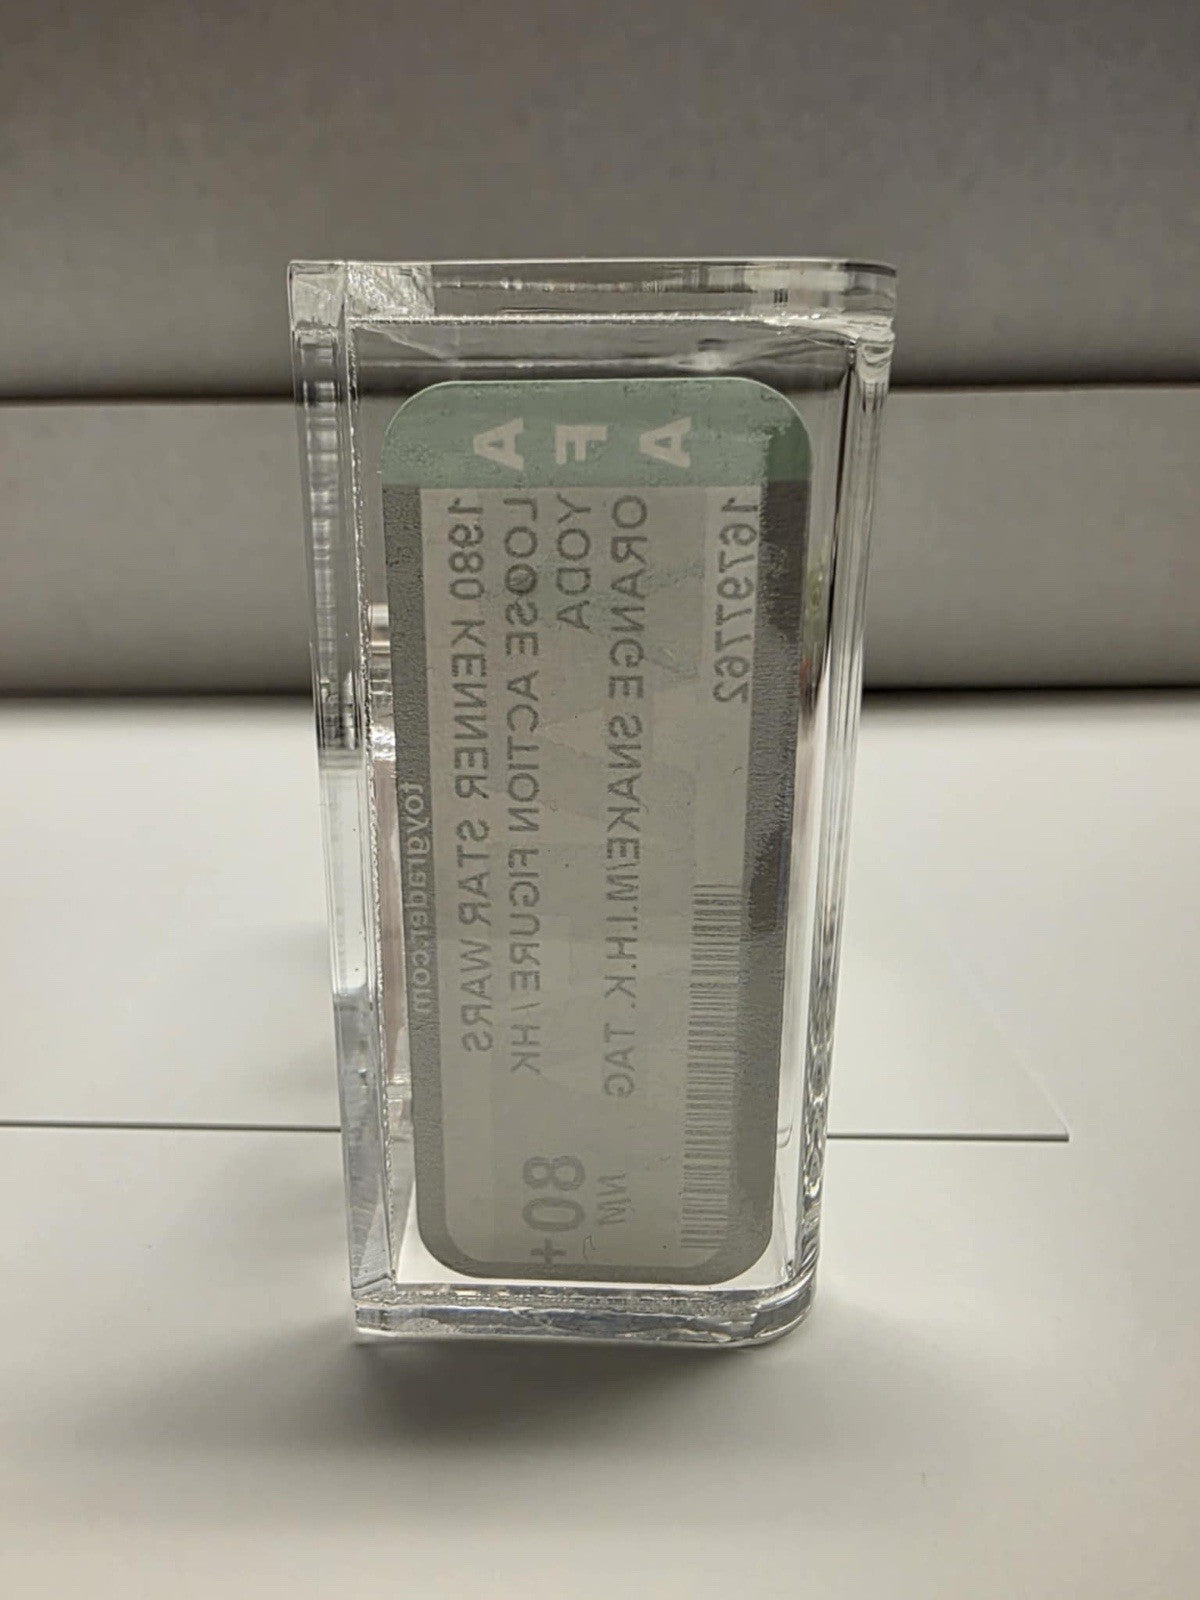 AFA
1980 KENNER STAR WARS
LOOSE ACTION FIGURE / HK
YODA
ORANGE SNAKE/M.I.H.K. TAG
80+
NM
16797762
toygrader.com